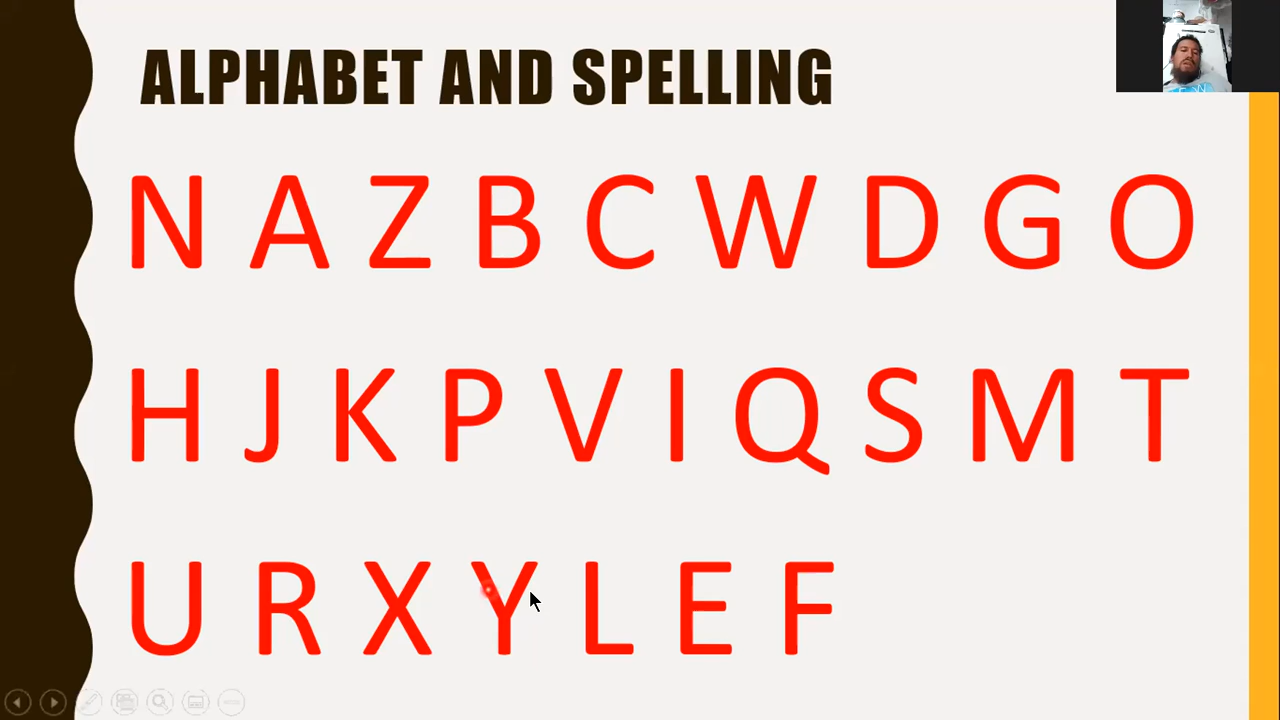 ALPHABET AND SPELLING
N A Z B C W D G O
H J K P V I Q S M T
U R X Y L E F